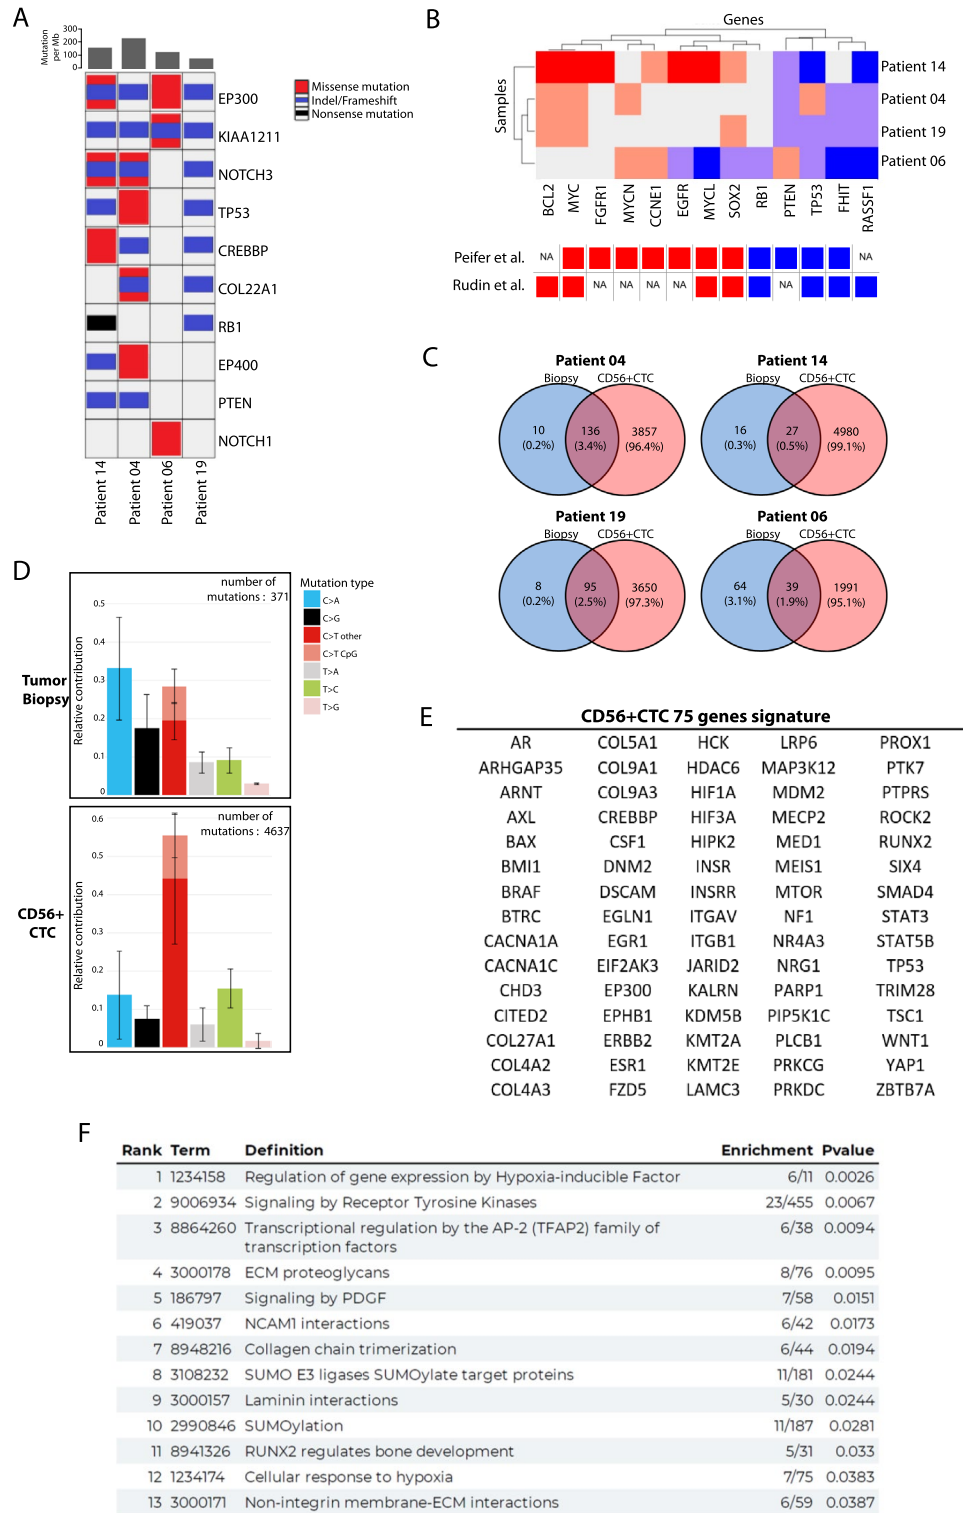 A
Mutation
per Mb
300
200
100
0
Missense mutation
Indel/Frameshift
Nonsense mutation
EP300
KIAA1211
NOTCH3
TP53
CREBBP
COL22A1
RB1
EP400
PTEN
NOTCH1
Patient 14
Patient 04
Patient 06
Patient 19
B
Genes
Samples
Patient 14
Patient 04
Patient 19
Patient 06
BCL2 MYC FGFR1 MYCN CCNE1 EGFR MYCL SOX2 RB1 PTEN TP53 FHIT RASSF1
Peifer et al. NA NA
Rudin et al. NA NA NA NA NA
C
Patient 04
Biopsy CD56+CTC
10 136 3857
(0.2%) (3.4%) (96.4%)
Patient 14
Biopsy CD56+CTC
16 27 4980
(0.3%) (0.5%) (99.1%)
Patient 19
Biopsy CD56+CTC
8 95 3650
(0.2%) (2.5%) (97.3%)
Patient 06
Biopsy CD56+CTC
64 39 1991
(3.1%) (1.9%) (95.1%)
D
Tumor
Biopsy
Relative contribution
number of
mutations : 371
0.5
0.4
0.3
0.2
0.1
0
Mutation type
C>A
C>G
C>T other
C>T CpG
T>A
T>C
T>G
CD56+
CTC
Relative contribution
number of
mutations : 4637
0.6
0.5
0.4
0.3
0.2
0.1
0
E
CD56+CTC 75 genes signature
AR COL5A1 HCK LRP6 PROX1
ARHGAP35 COL9A1 HDAC6 MAP3K12 PTK7
ARNT COL9A3 HIF1A MDM2 PTPRS
AXL CREBBP HIF3A MECP2 ROCK2
BAX CSF1 HIPK2 MED1 RUNX2
BMI1 DNM2 INSR MEIS1 SIX4
BRAF DSCAM INSRR MTOR SMAD4
BTRC EGLN1 ITGAV NF1 STAT3
CACNA1A EGR1 ITGB1 NR4A3 STAT5B
CACNA1C EIF2AK3 JARID2 NRG1 TP53
CHD3 EP300 KALRN PARP1 TRIM28
CITED2 EPHB1 KDM5B PIP5K1C TSC1
COL27A1 ERBB2 KMT2A PLCB1 WNT1
COL4A2 ESR1 KMT2E PRKCG YAP1
COL4A3 FZD5 LAMC3 PRKDC ZBTB7A
F
Rank Term Definition Enrichment Pvalue
1 1234158 Regulation of gene expression by Hypoxia-inducible Factor 6/11 0.0026
2 9006934 Signaling by Receptor Tyrosine Kinases 23/455 0.0067
3 8864260 Transcriptional regulation by the AP-2 (TFAP2) family of 6/38 0.0094
transcription factors
4 3000178 ECM proteoglycans 8/76 0.0095
5 186797 Signaling by PDGF 7/58 0.0151
6 419037 NCAM1 interactions 6/42 0.0173
7 8948216 Collagen chain trimerization 6/44 0.0194
8 3108232 SUMO E3 ligases SUMOylate target proteins 11/181 0.0244
9 3000157 Laminin interactions 5/30 0.0244
10 2990846 SUMOylation 11/187 0.0281
11 8941326 RUNX2 regulates bone development 5/31 0.033
12 1234174 Cellular response to hypoxia 7/75 0.0383
13 3000171 Non-integrin membrane-ECM interactions 6/59 0.0387